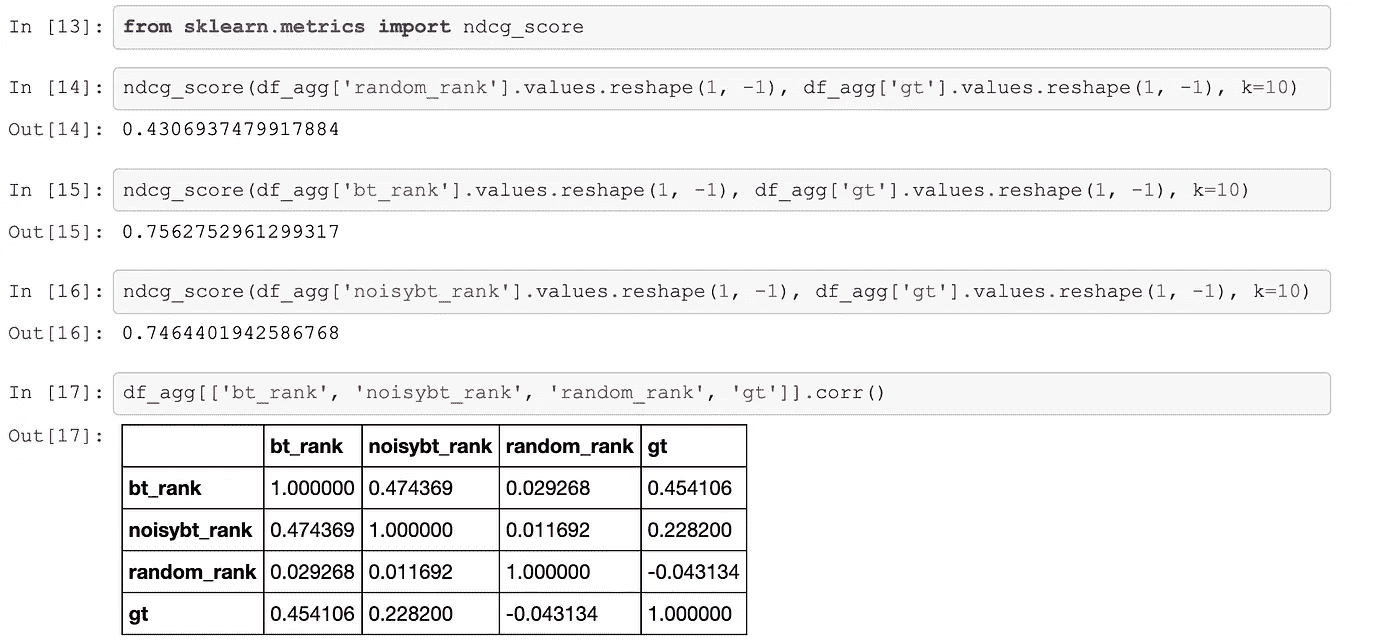 In [13]: from sklearn.metrics import ndcg_score
In [14]: ndcg_score(df_agg['random_rank'].values.reshape(1, -1), df_agg['gt'].values.reshape(1, -1), k=10)
Out[14]: 0.4306937479917884
In [15]: ndcg_score(df_agg['bt_rank'].values.reshape(1, -1), df_agg['gt'].values.reshape(1, -1), k=10)
Out[15]: 0.7562752961299317
In [16]: ndcg_score(df_agg['noisybt_rank'].values.reshape(1, -1), df_agg['gt'].values.reshape(1, -1), k=10)
Out[16]: 0.7464401942586768
In [17]: df_agg[['bt_rank', 'noisybt_rank', 'random_rank', 'gt']].corr()
Out[17]:
bt_rank noisybt_rank random_rank gt
bt_rank 1.000000 0.474369 0.029268 0.454106
noisybt_rank 0.474369 1.000000 0.011692 0.228200
random_rank 0.029268 0.011692 1.000000 -0.043134
gt 0.454106 0.228200 -0.043134 1.000000